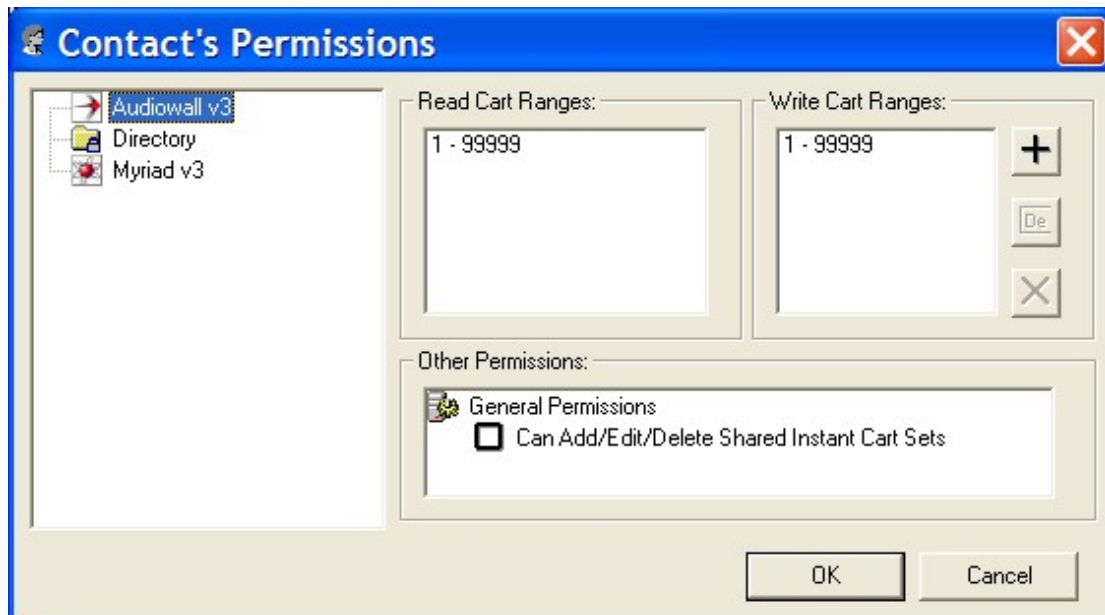 Contact's Permissions
Audiowall v3
Directory
Myriad v3
Read Cart Ranges:
1 - 99999
Write Cart Ranges:
1 - 99999
De
Other Permissions:
General Permissions
Can Add/Edit/Delete Shared Instant Cart Sets
OK
Cancel